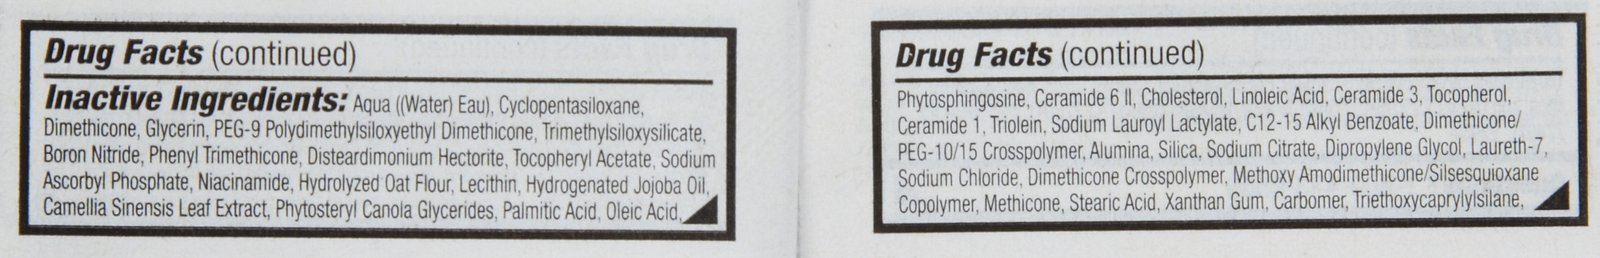 Drug Facts (continued)
Inactive Ingredients: Aqua ((Water) Eau), Cyclopentasiloxane,
Dimethicone, Glycerin, PEG-9 Polydimethylsiloxyethyl Dimethicone, Trimethylsiloxysilicate,
Boron Nitride, Phenyl Trimethicone, Disteardimonium Hectorite, Tocopheryl Acetate, Sodium
Ascorbyl Phosphate, Niacinamide, Hydrolyzed Oat Flour, Lecithin, Hydrogenated Jojoba Oil,
Camellia Sinensis Leaf Extract, Phytosteryl Canola Glycerides, Palmitic Acid, Oleic Acid,
Drug Facts (continued)
Phytosphingosine, Ceramide 6 II, Cholesterol, Linoleic Acid, Ceramide 3, Tocopherol,
Ceramide 1, Triolein, Sodium Lauroyl Lactylate, C12-15 Alkyl Benzoate, Dimethicone/
PEG-10/15 Crosspolymer, Alumina, Silica, Sodium Citrate, Dipropylene Glycol, Laureth-7,
Sodium Chloride, Dimethicone Crosspolymer, Methoxy Amodimethicone/Silsesquioxane
Copolymer, Methicone, Stearic Acid, Xanthan Gum, Carbomer, Triethoxycaprylylsilane,